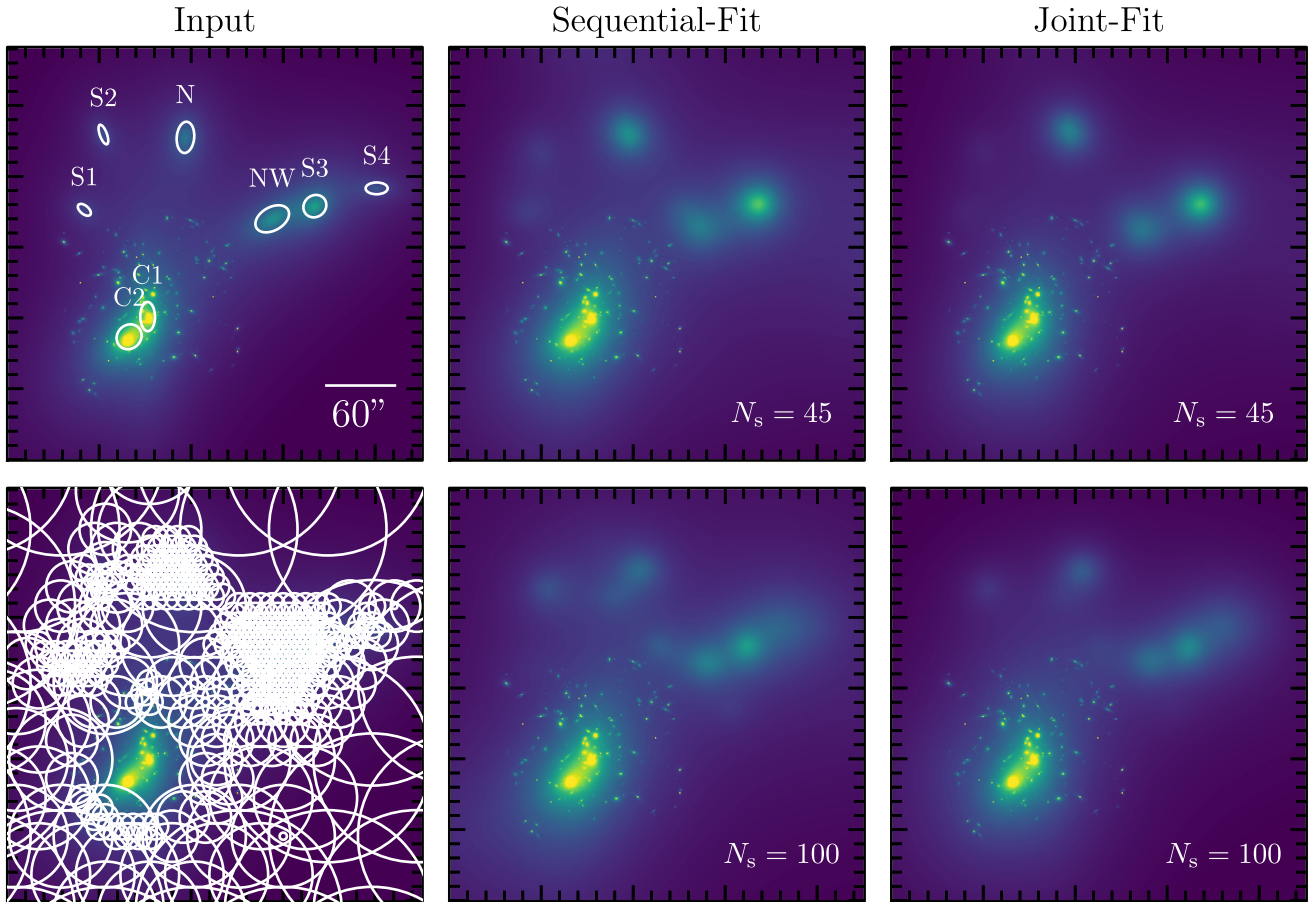 Input
Sequential-Fit
Joint-Fit
S2
N
S4
S3
NW
S1
C1
C2
60”
N_s = 45
N_s = 45
N_s = 100
N_s = 100